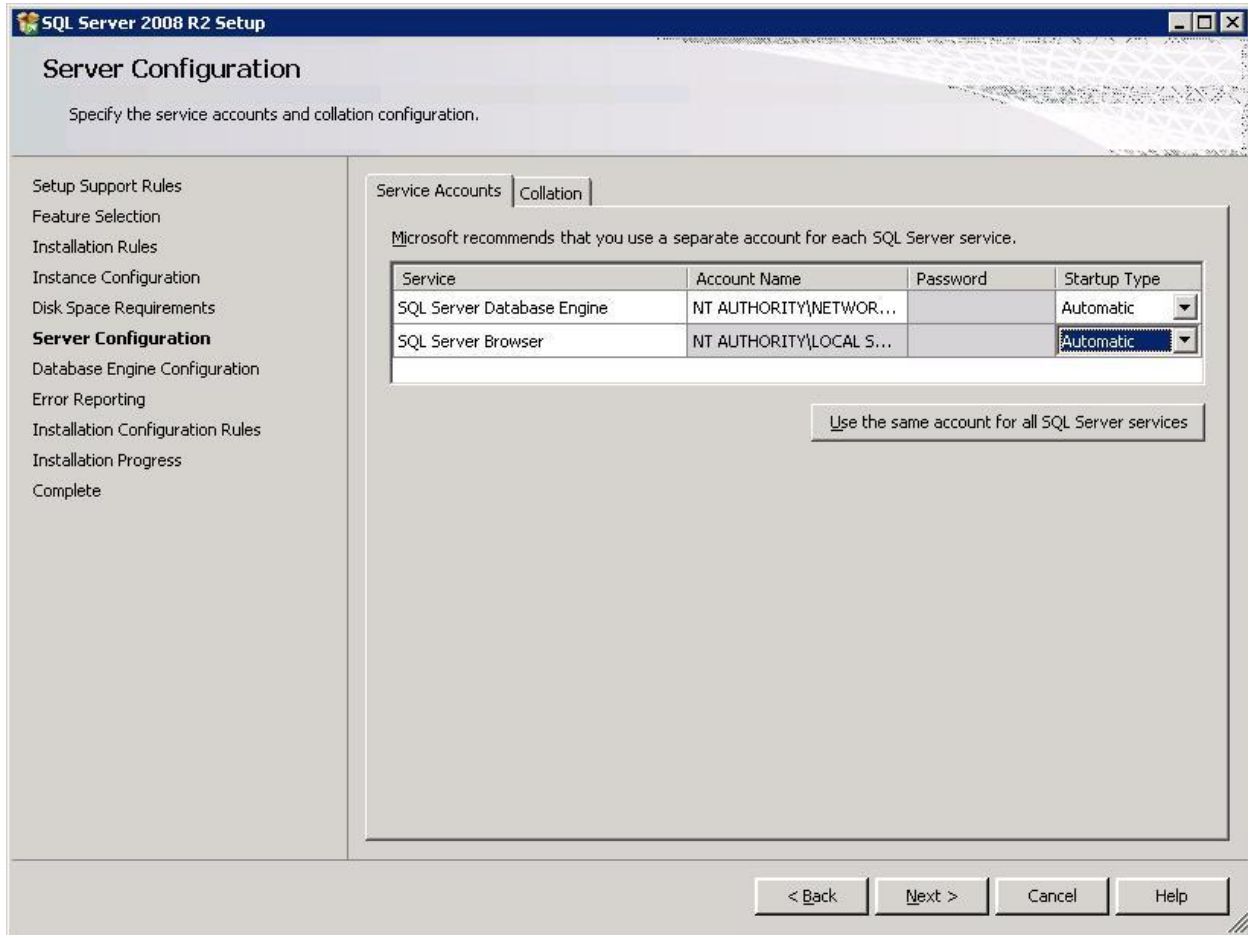 SQL Server 2008 R2 Setup
Server Configuration
Specify the service accounts and collation configuration.
Setup Support Rules
Feature Selection
Installation Rules
Instance Configuration
Disk Space Requirements
Server Configuration
Database Engine Configuration
Error Reporting
Installation Configuration Rules
Installation Progress
Complete
Service Accounts Collation
Microsoft recommends that you use a separate account for each SQL Server service.
Service Account Name Password Startup Type
SQL Server Database Engine NT AUTHORITY\NETWOR... Automatic
SQL Server Browser NT AUTHORITY\LOCAL S... Automatic
Use the same account for all SQL Server services
< Back Next > Cancel Help